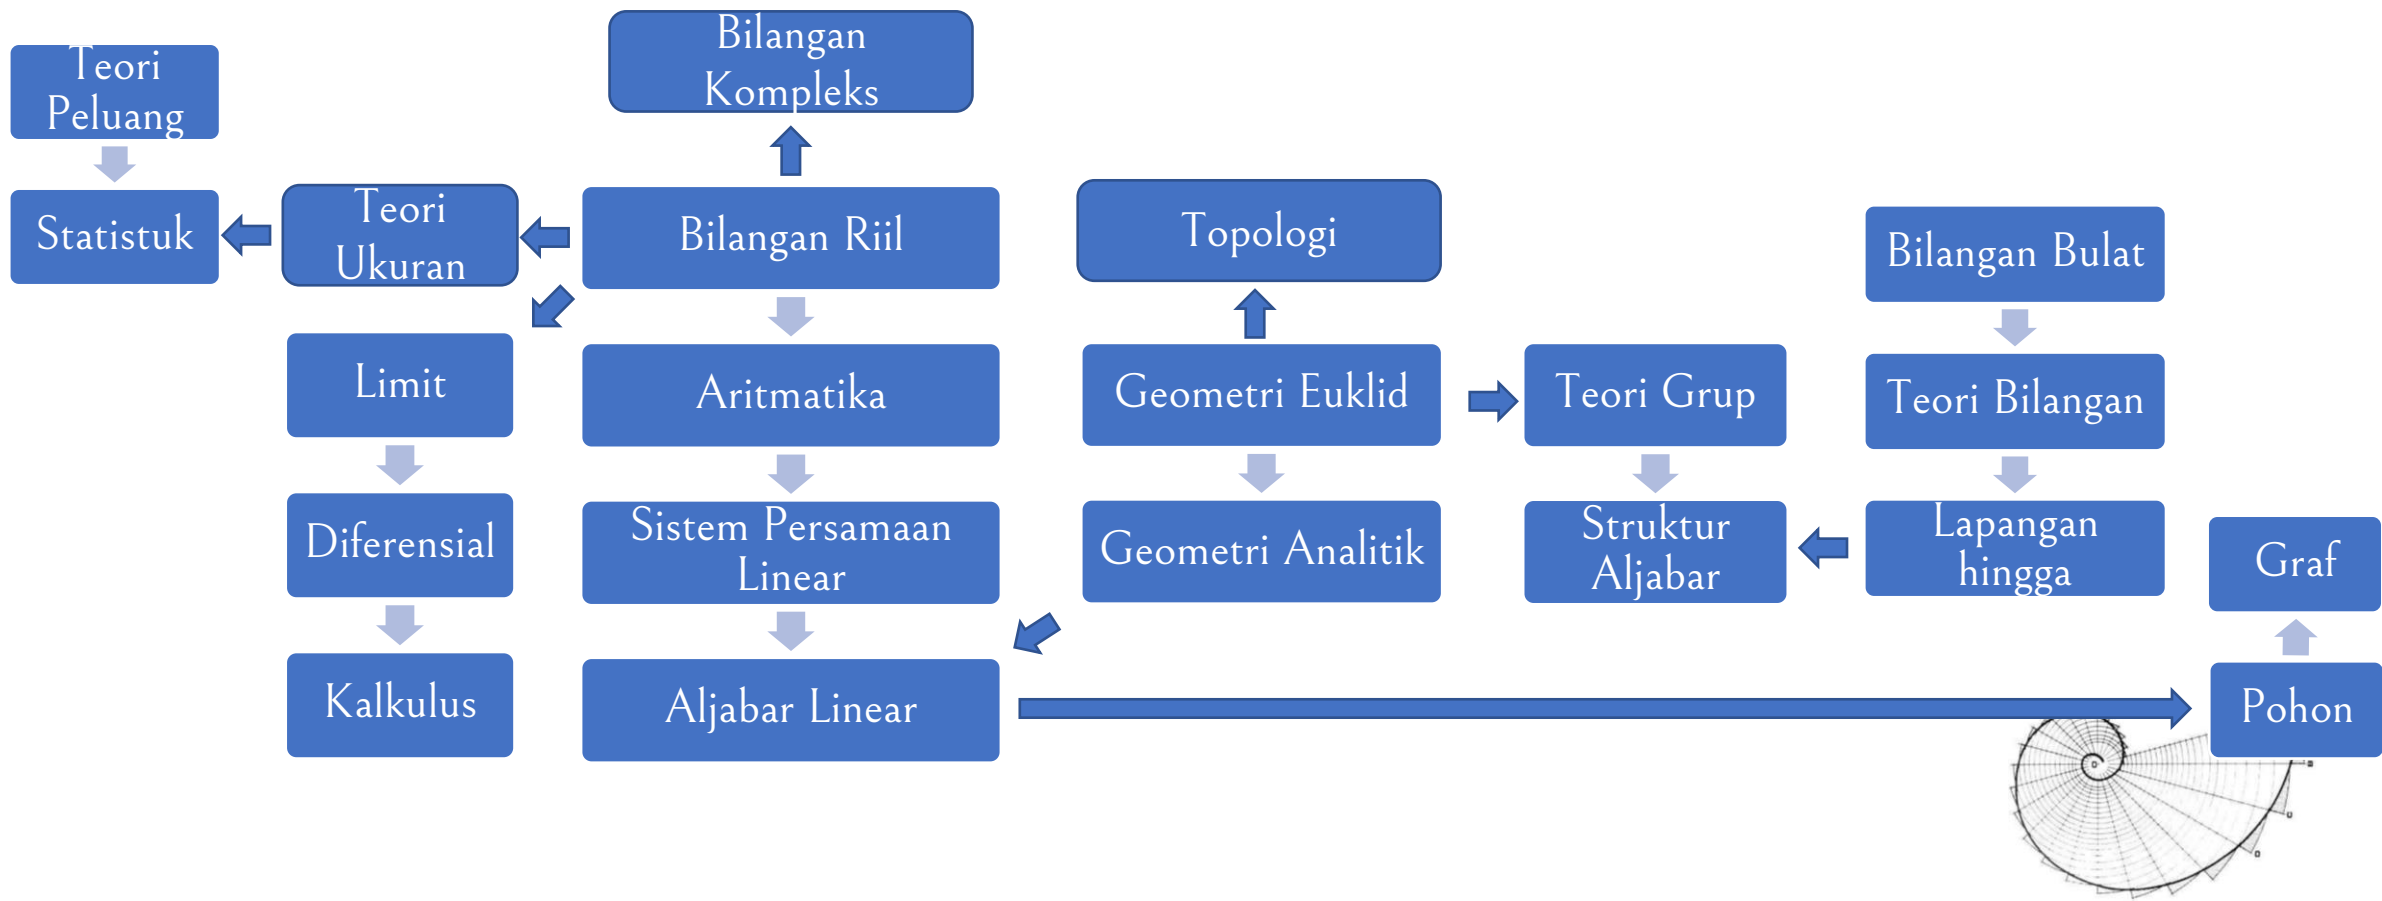 Teori
Peluang
Statistuk
Bilangan
Kompleks
Teori
Ukuran
Bilangan Riil
Limit
Diferensial
Kalkulus
Aritmatika
Sistem Persamaan
Linear
Aljabar Linear
Topologi
Geometri Euklid
Geometri Analitik
Teori Grup
Struktur
Aljabar
Bilangan Bulat
Teori Bilangan
Lapangan
hingga
Graf
Pohon